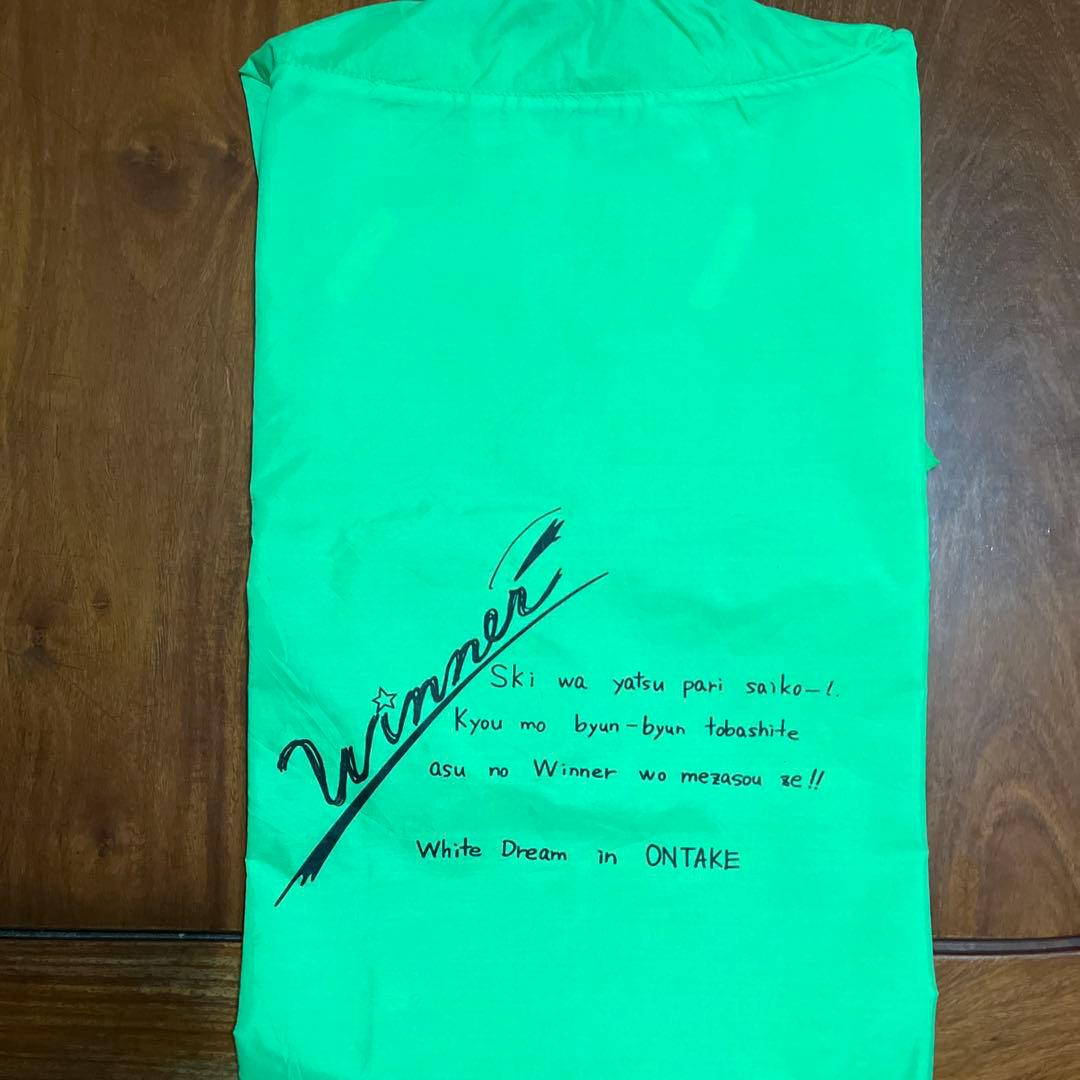 Winner
Ski wa yatsu pari saiko–!.
Kyou mo byun–byun tobashite
asu no Winner wo mezasou ze!!
White Dream in ONTAKE